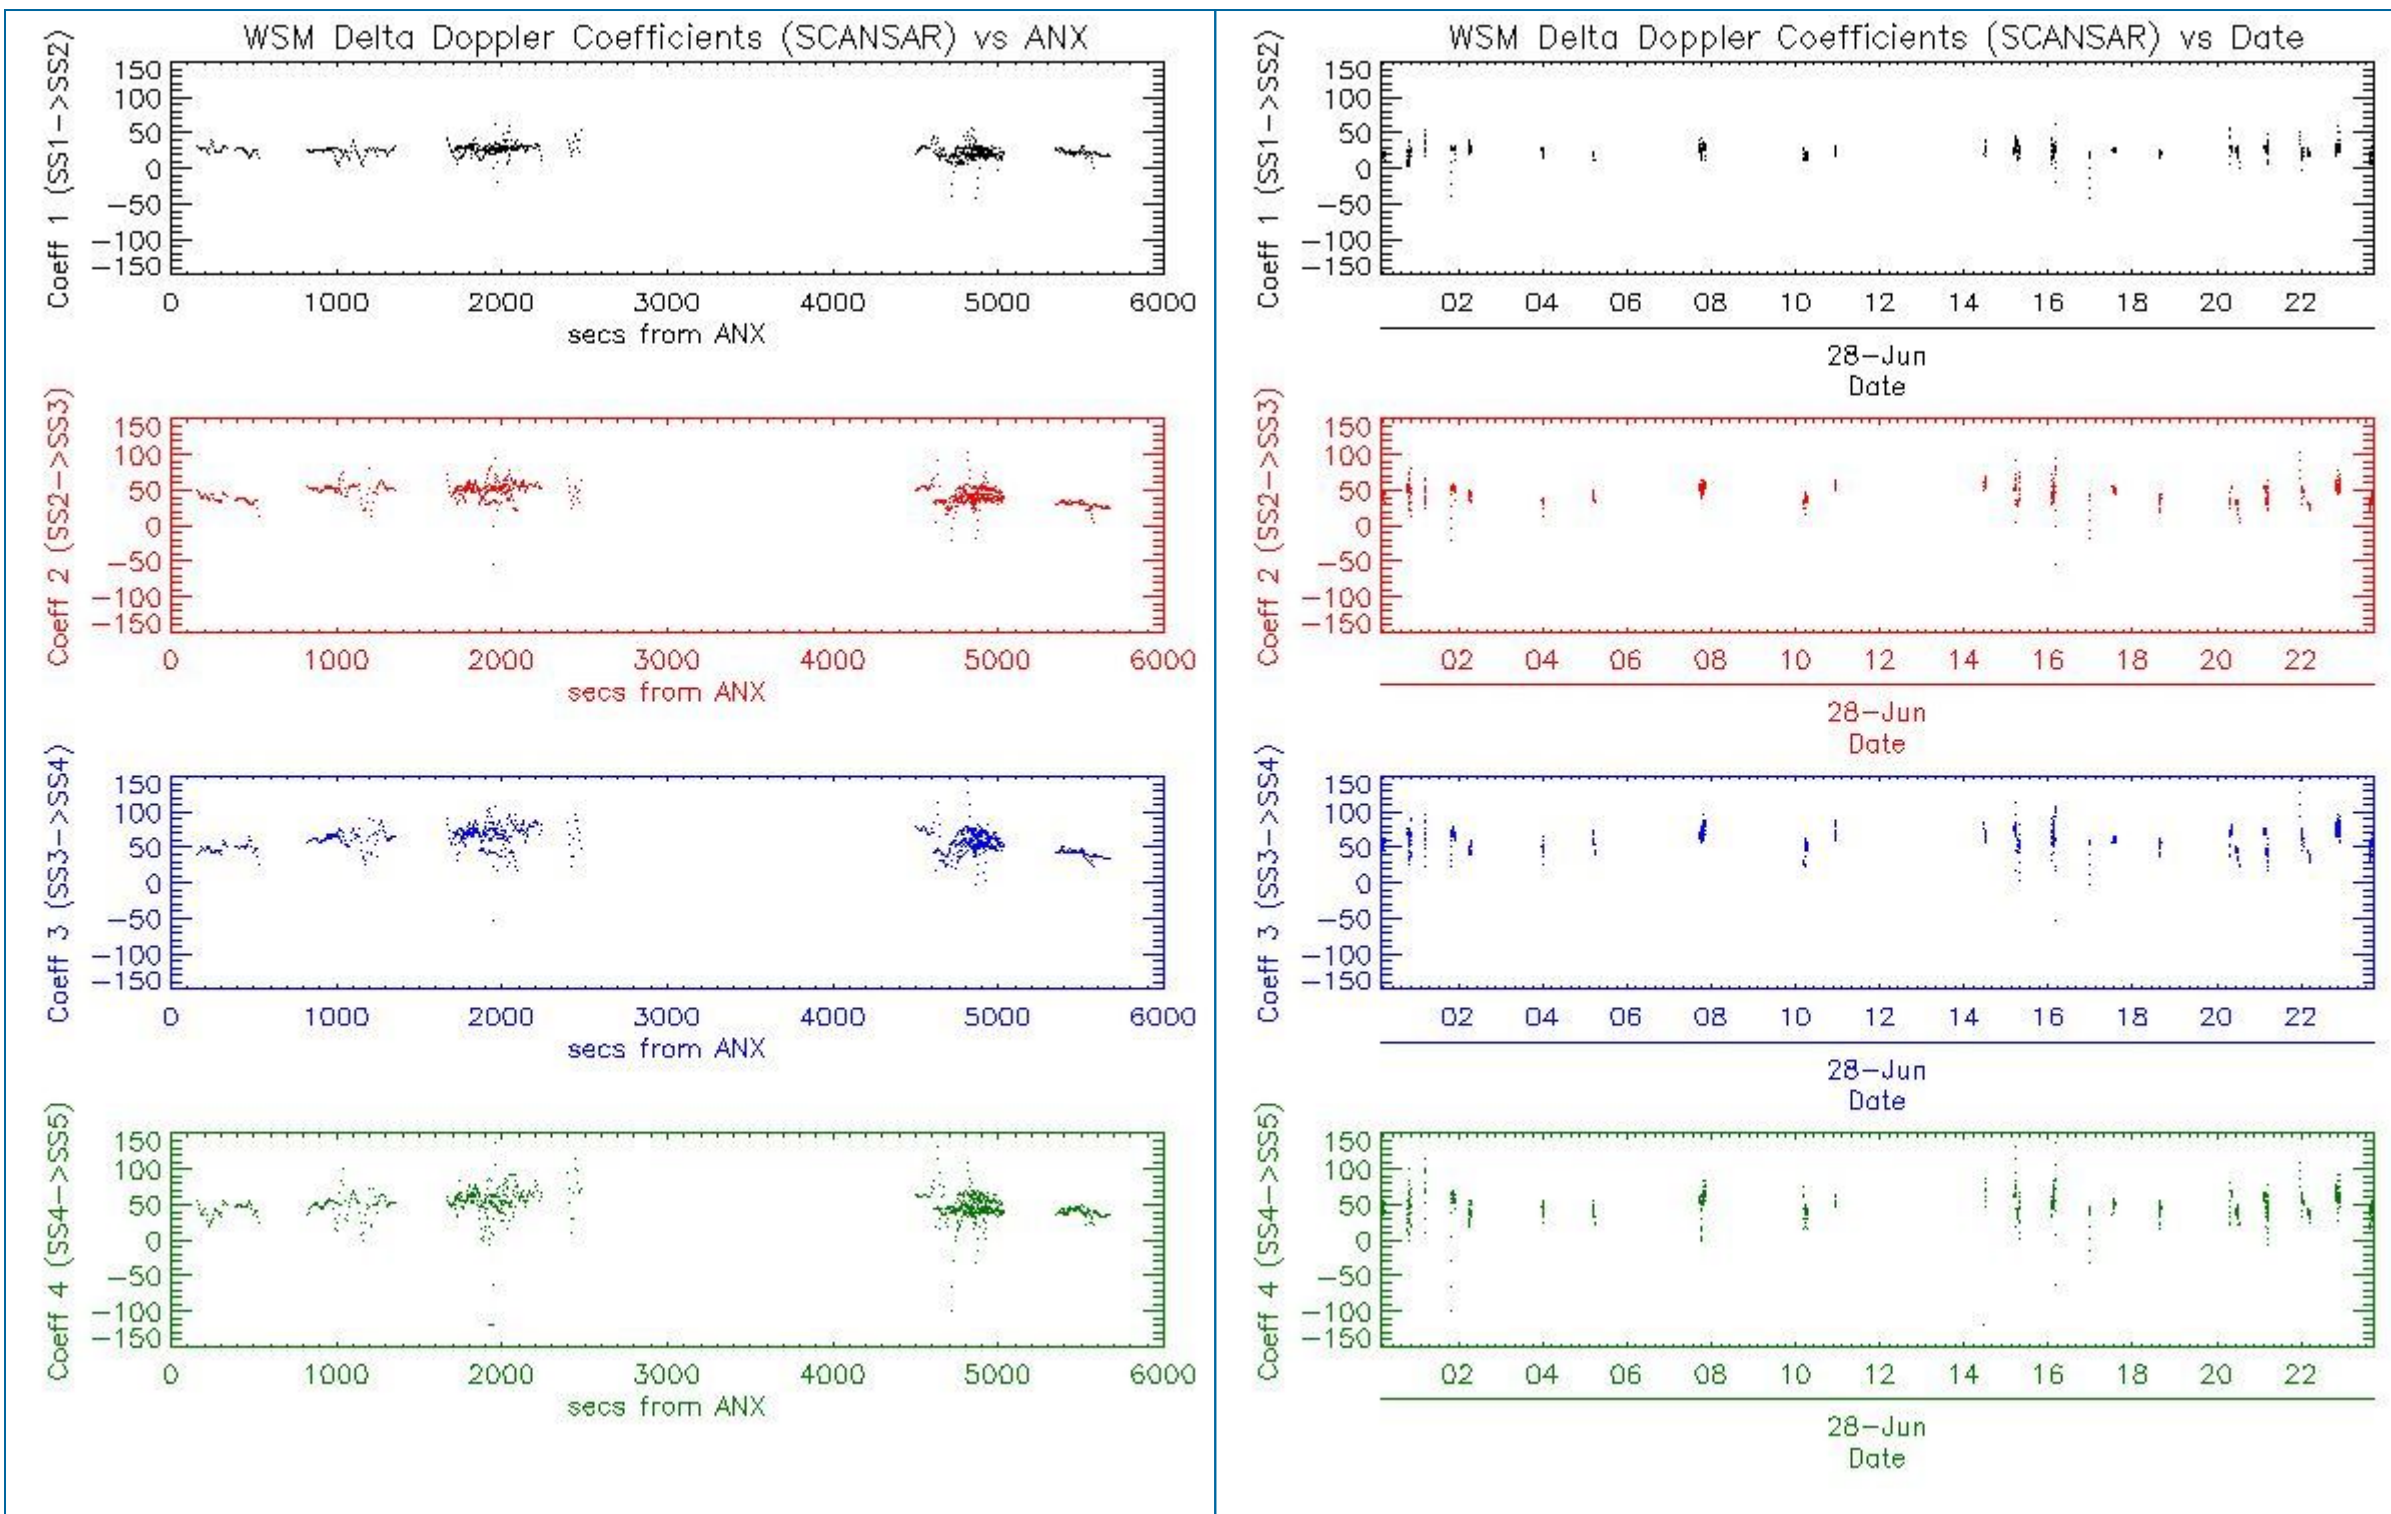 WSM Delta Doppler Coefficients (SCANSAR) vs ANX
Coeff 1 (SS1->SS2)
150
100
50
0
-50
-100
-150
0 1000 2000 3000 4000 5000 6000
secs from ANX
Coeff 2 (SS2->SS3)
150
100
50
0
-50
-100
-150
0 1000 2000 3000 4000 5000 6000
secs from ANX
Coeff 3 (SS3->SS4)
150
100
50
0
-50
-100
-150
0 1000 2000 3000 4000 5000 6000
secs from ANX
Coeff 4 (SS4->SS5)
150
100
50
0
-50
-100
-150
0 1000 2000 3000 4000 5000 6000
secs from ANX
WSM Delta Doppler Coefficients (SCANSAR) vs Date
Coeff 1 (SS1->SS2)
150
100
50
0
-50
-100
-150
02 04 06 08 10 12 14 16 18 20 22
28-Jun
Date
Coeff 2 (SS2->SS3)
150
100
50
0
-50
-100
-150
02 04 06 08 10 12 14 16 18 20 22
28-Jun
Date
Coeff 3 (SS3->SS4)
150
100
50
0
-50
-100
-150
02 04 06 08 10 12 14 16 18 20 22
28-Jun
Date
Coeff 4 (SS4->SS5)
150
100
50
0
-50
-100
-150
02 04 06 08 10 12 14 16 18 20 22
28-Jun
Date